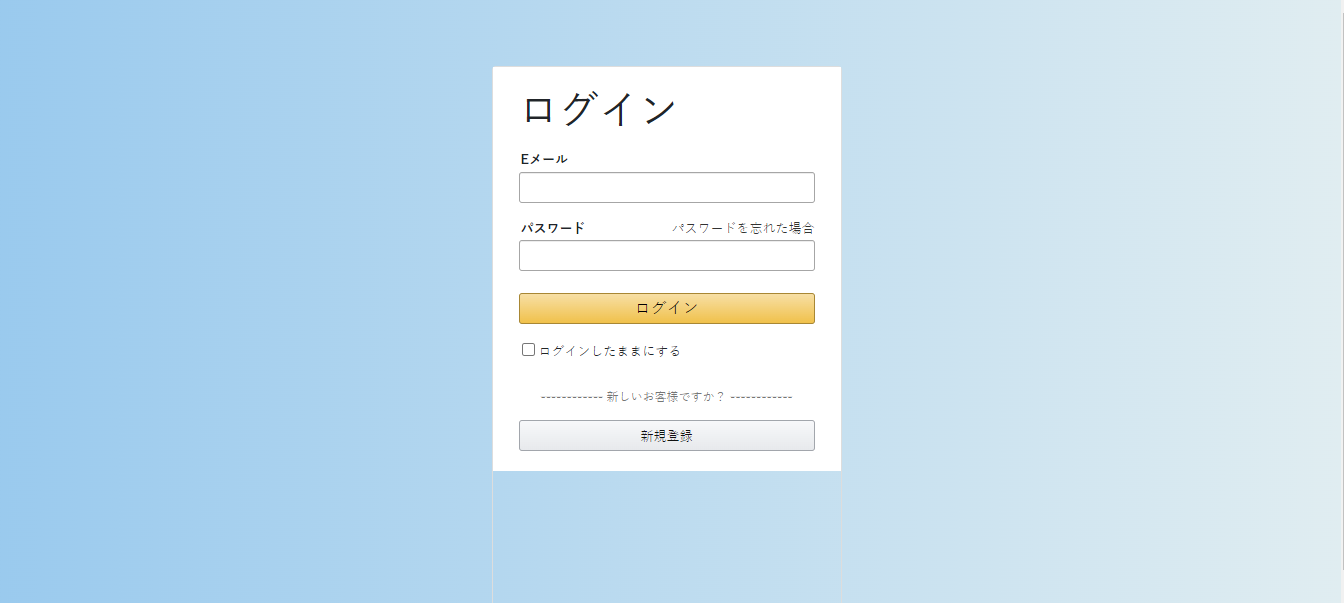 ログイン
Eメール
パスワード パスワードを忘れた場合
ログイン
ログインしたままにする
------------ 新しいお客様ですか？ ------------
新規登録